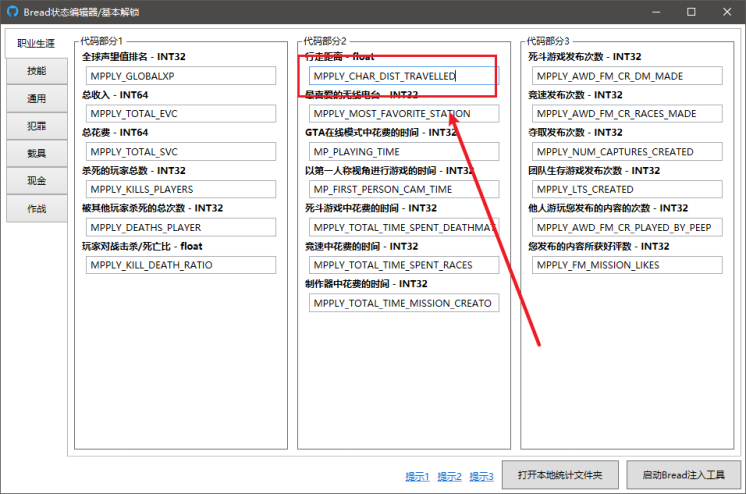 Bread状态编辑器/基本解锁
职业生涯
技能
通用
犯罪
载具
现金
作战
代码部分1
全球声望值排名 - INT32
MPPLY_GLOBALXP
总收入 - INT64
MPPLY_TOTAL_EVC
总花费 - INT64
MPPLY_TOTAL_SVC
杀死的玩家总数 - INT32
MPPLY_KILLS_PLAYERS
被其他玩家杀死的总次数 - INT32
MPPLY_DEATHS_PLAYER
玩家对战击杀/死亡比 - float
MPPLY_KILL_DEATH_RATIO
代码部分2
行走距离 - float
MPPLY_CHAR_DIST_TRAVELLED
最喜爱的无线电台 - INT32
MPPLY_MOST_FAVORITE_STATION
GTA在线模式中花费的时间 - INT32
MP_PLAYING_TIME
以第一人称视角进行游戏的时间 - INT32
MP_FIRST_PERSON_CAM_TIME
死斗游戏中花费的时间 - INT32
MPPLY_TOTAL_TIME_SPENT_DEATHMAT
竞速中花费的时间 - INT32
MPPLY_TOTAL_TIME_SPENT_RACES
制作器中花费的时间 - INT32
MPPLY_TOTAL_TIME_MISSION_CREATO
代码部分3
死斗游戏发布次数 - INT32
MPPLY_AWD_FM_CR_DM_MADE
竞速发布次数 - INT32
MPPLY_AWD_FM_CR_RACES_MADE
夺取发布次数 - INT32
MPPLY_NUM_CAPTURES_CREATED
团队生存游戏发布次数 - INT32
MPPLY_LTS_CREATED
他人游玩您发布的内容的次数 - INT32
MPPLY_AWD_FM_CR_PLAYED_BY_PEEP
您发布的内容所获好评数 - INT32
MPPLY_FM_MISSION_LIKES
提示1 提示2 提示3 打开本地统计文件夹 启动Bread注入工具